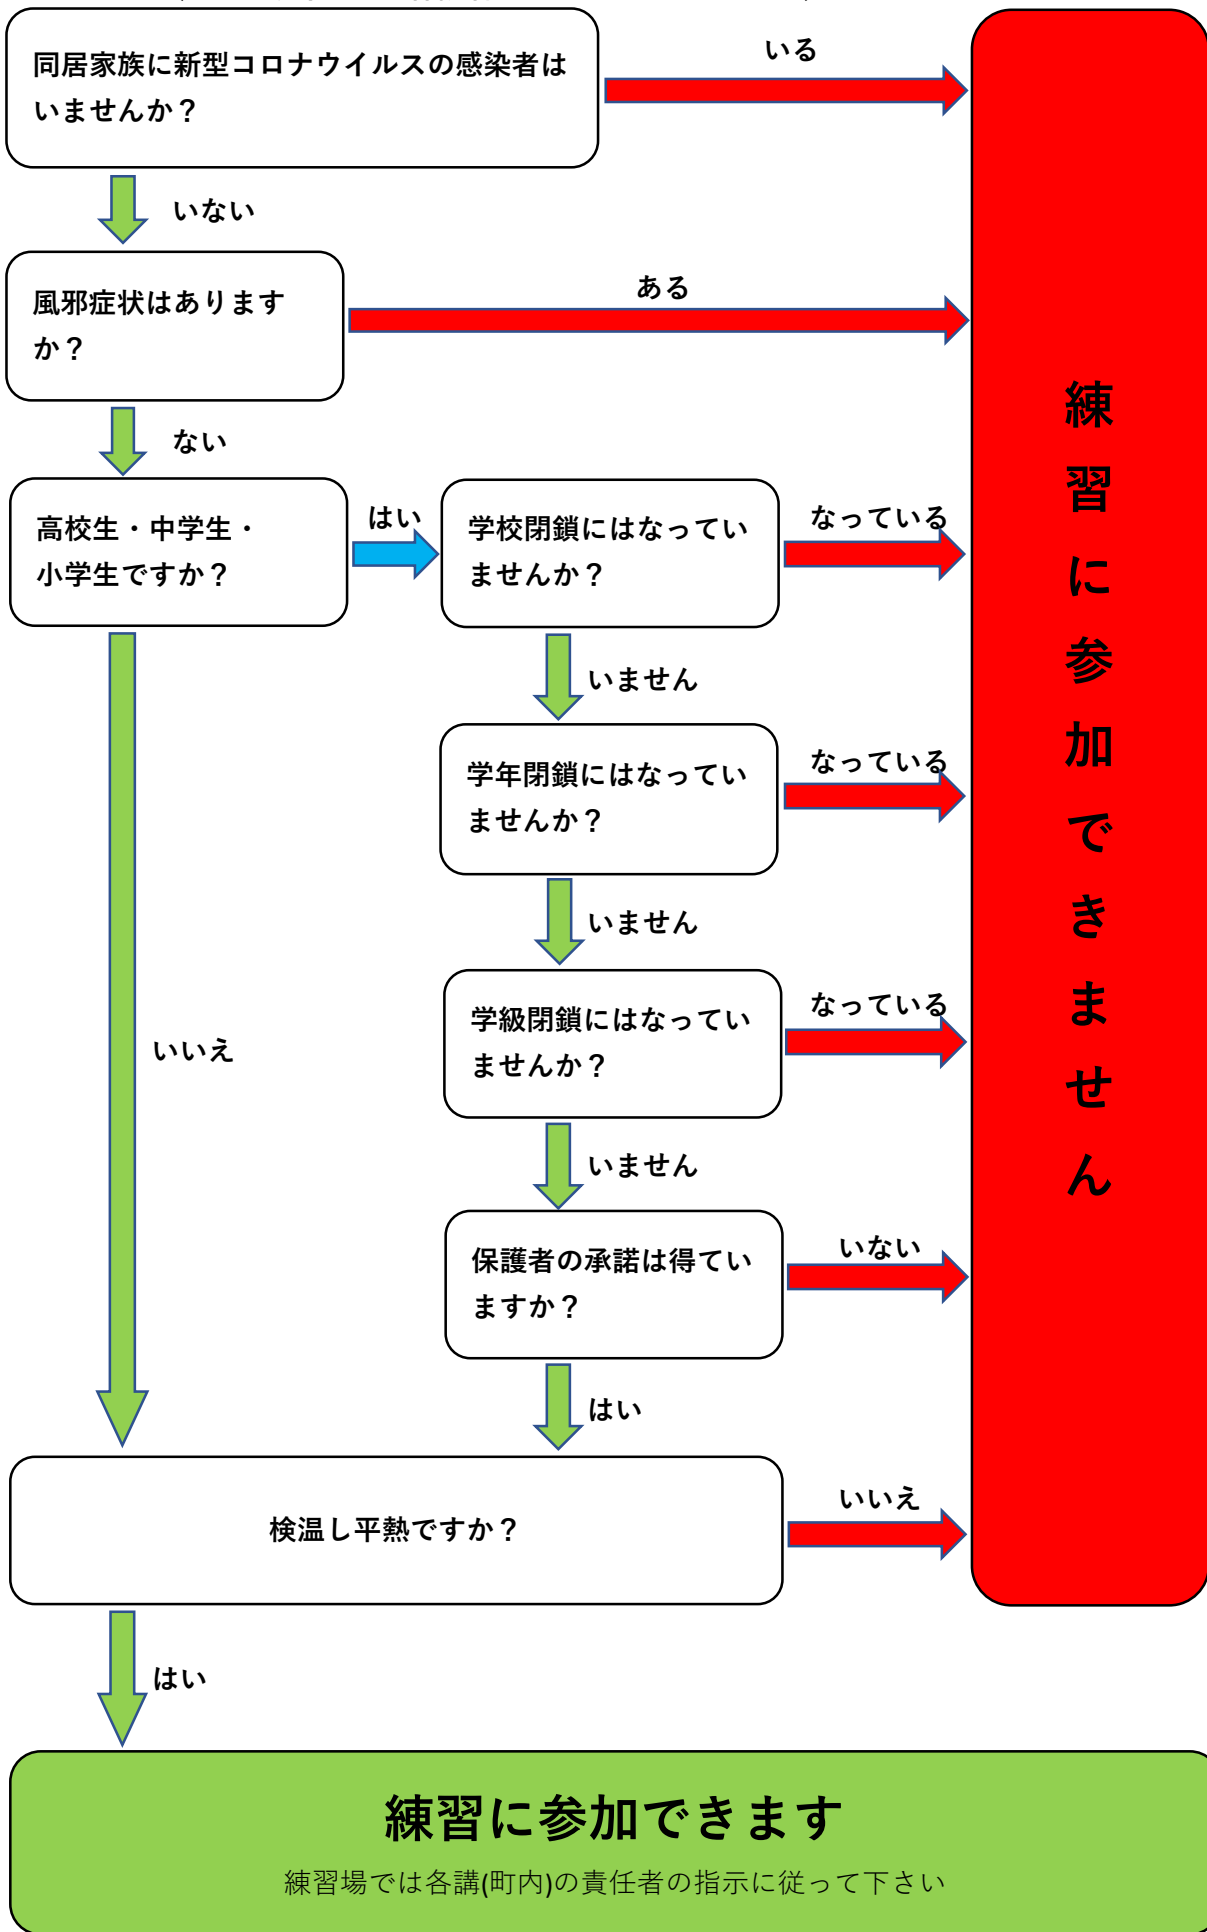 同居家族に新型コロナウイルスの感染者は
いませんか？
いる
いない
風邪症状はあります
か？
ある
ない
高校生・中学生・
小学生ですか？
はい
学校閉鎖にはなってい
ませんか？
なっている
いません
学年閉鎖にはなってい
ませんか？
なっている
いません
学級閉鎖にはなってい
ませんか？
なっている
いいえ
いません
保護者の承諾は得てい
ますか？
いない
はい
検温し平熱ですか？
いいえ
はい
練習に参加できません
練習に参加できます
練習場では各講(町内)の責任者の指示に従って下さい